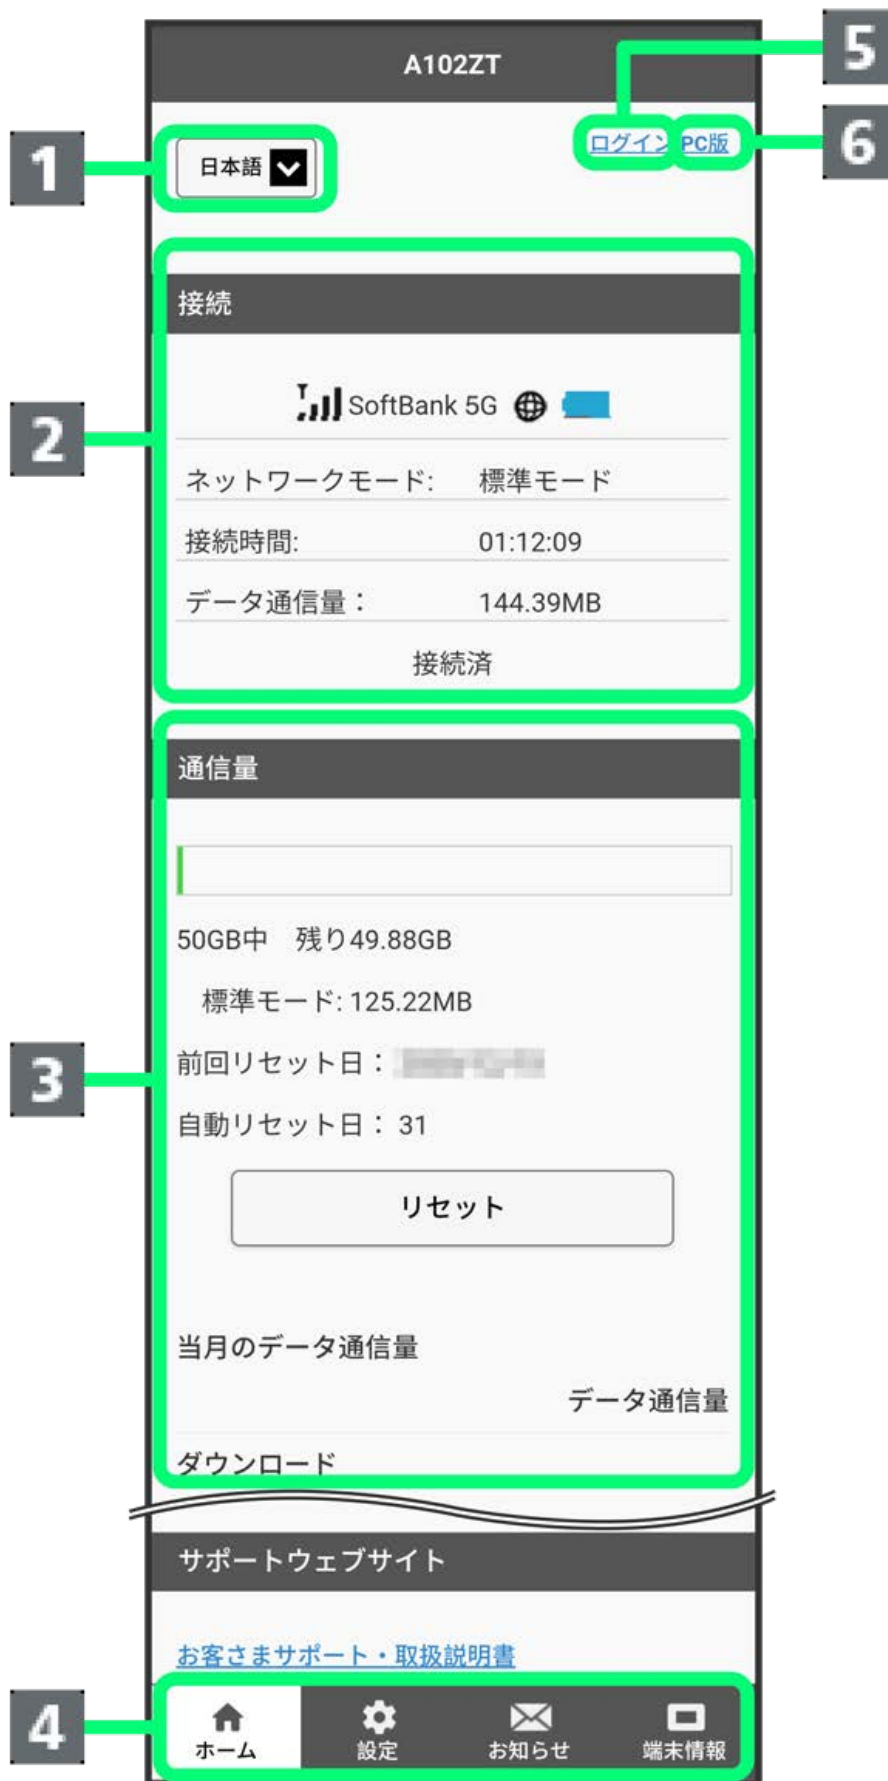 5
A102ZT
1
日本語
ログイン
PC版
6
接続
2
SoftBank 5G
ネットワークモード: 標準モード
接続時間: 01:12:09
データ通信量： 144.39MB
接続済
通信量
50GB中 残り49.88GB
標準モード: 125.22MB
3
前回リセット日：
自動リセット日： 31
リセット
当月のデータ通信量
データ通信量
ダウンロード
サポートウェブサイト
お客さまサポート・取扱説明書
4
ホーム 設定 お知らせ 端末情報